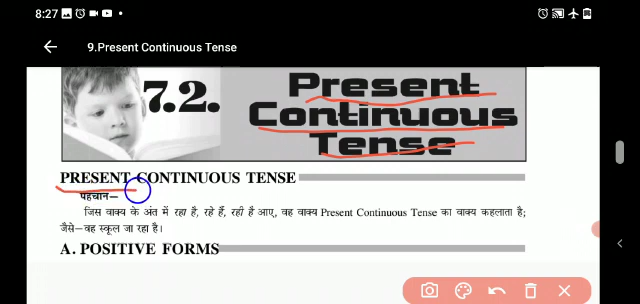 8:27
9.Present Continuous Tense
7.2. Present
Continuous
Tense
PRESENT CONTINUOUS TENSE
पहचान—
जिस वाक्य के अंत में रहा है, रहे हैं, रही है आए, वह वाक्य Present Continuous Tense का वाक्य कहलाता है;
जैसे—वह स्कूल जा रहा है।
A. POSITIVE FORMS